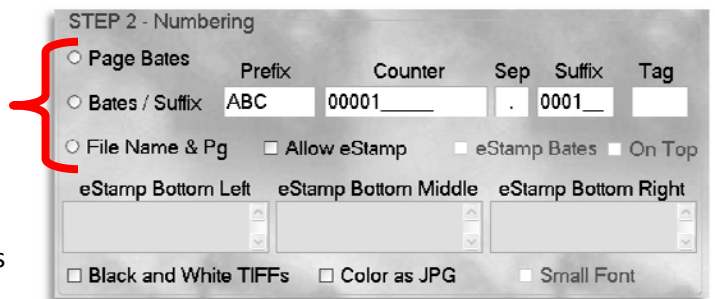 STEP 2 - Numbering
Page Bates
Prefix Counter Sep Suffix Tag
Bates / Suffix ABC 00001_____ . 0001__
File Name & Pg Allow eStamp eStamp Bates On Top
eStamp Bottom Left eStamp Bottom Middle eStamp Bottom Right
s
Black and White TIFFs Color as JPG Small Font